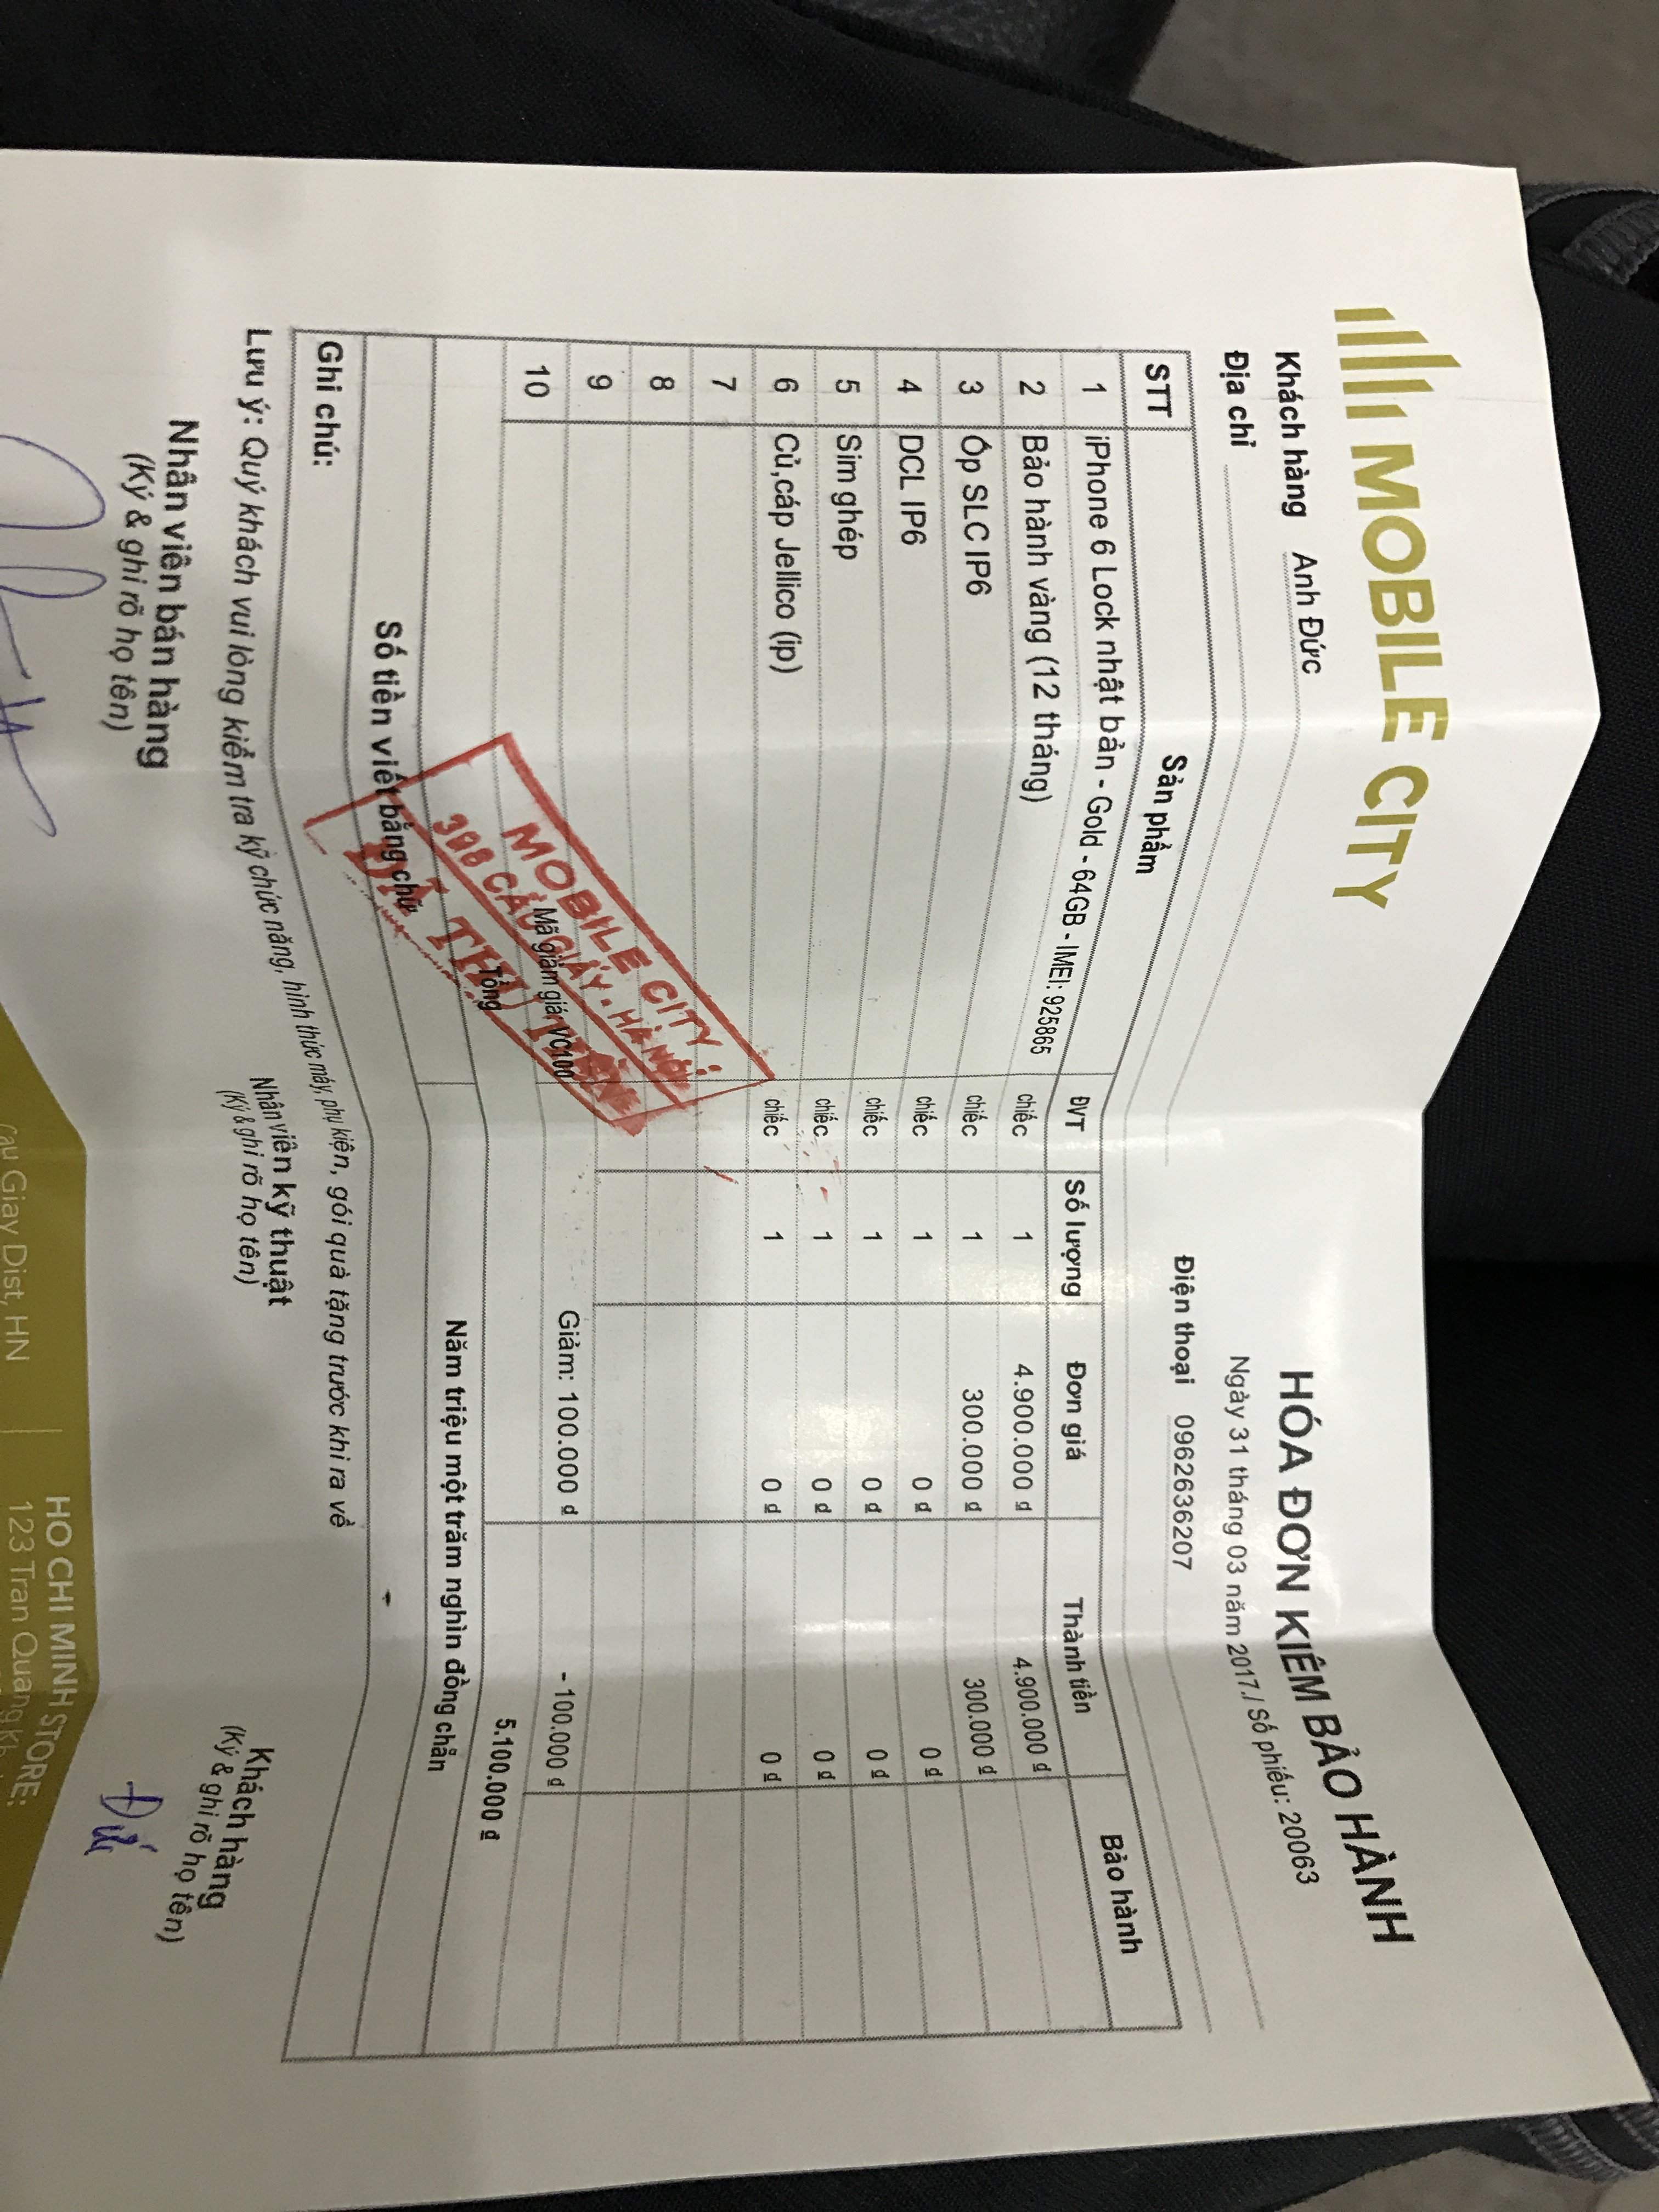 MOBILE CITY
HÓA ĐƠN KIÊM BẢO HÀNH
Ngày 31 tháng 03 năm 2017./ Số phiếu: 20063
Khách hàng Anh Đức
Điện thoại 0962636207
Địa chỉ
STT Sản phẩm ĐVT Số lượng Đơn giá Thành tiền Bảo hành
1 iPhone 6 Lock nhật bản - Gold - 64GB - IMEI: 925865 chiếc 1 4.900.000 đ 4.900.000 đ
2 Bảo hành vàng (12 tháng) chiếc 1 300.000 đ 300.000 đ
3 Ốp SLC IP6 chiếc 1 0 đ 0 đ
4 DCL IP6 chiếc 1 0 đ 0 đ
5 Sim ghép chiếc 1 0 đ 0 đ
6 Củ,cáp Jellico (ip) chiếc 1 0 đ 0 đ
7
8
9
10
Mã giảm giá: VC100 Giảm: 100.000 đ - 100.000 đ
Tổng 5.100.000 đ
Số tiền viết bằng chữ Năm triệu một trăm nghìn đồng chẵn
Ghi chú:
MOBILE CITY
CẦU GIẤY - HÀ NỘI
ĐÃ THU TIỀN
Lưu ý: Quý khách vui lòng kiểm tra kỹ chức năng, hình thức máy, phụ kiện, gói quà tặng trước khi ra về
Nhân viên bán hàng Nhân viên kỹ thuật Khách hàng
(Ký & ghi rõ họ tên) (Ký & ghi rõ họ tên) (Ký & ghi rõ họ tên)
Đức
HO CHI MINH STORE:
Giay Dist, HN 123 Tran Quang